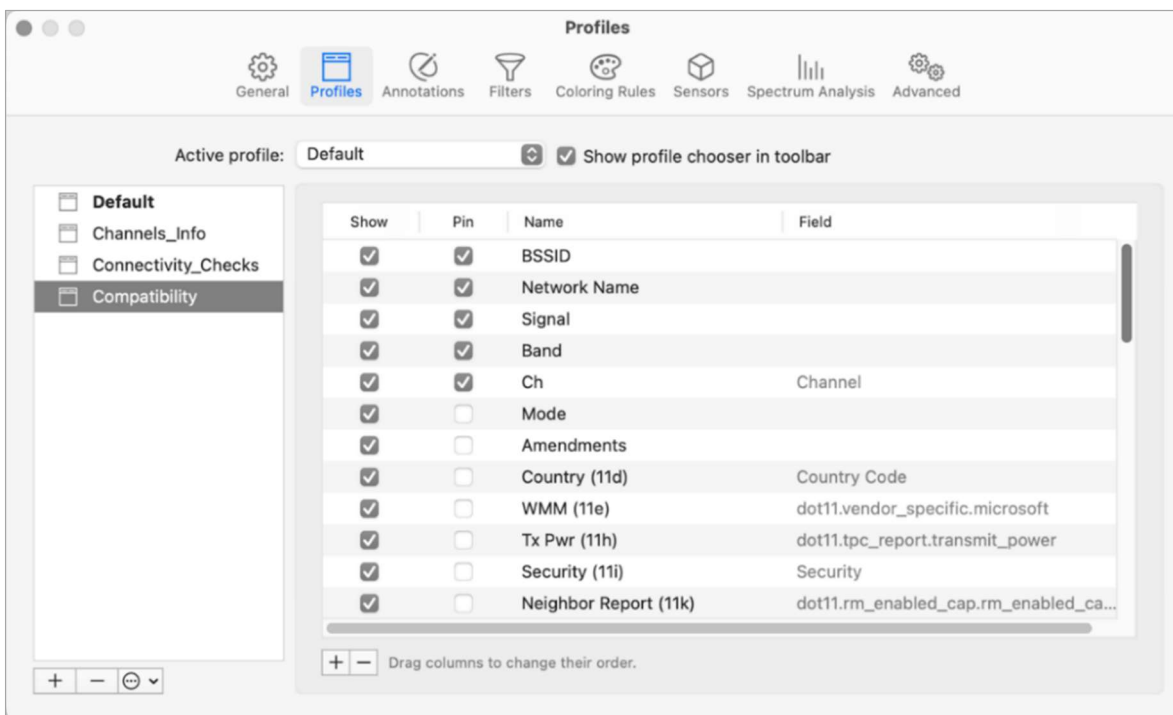 Profiles
General Profiles Annotations Filters Coloring Rules Sensors Spectrum Analysis Advanced
Active profile: Default Show profile chooser in toolbar
Default
Channels_Info
Connectivity_Checks
Compatibility
Show Pin Name Field
BSSID
Network Name
Signal
Band
Ch Channel
Mode
Amendments
Country (11d) Country Code
WMM (11e) dot11.vendor_specific.microsoft
Tx Pwr (11h) dot11.tpc_report.transmit_power
Security (11i) Security
Neighbor Report (11k) dot11.rm_enabled_cap.rm_enabled_ca...
Drag columns to change their order.